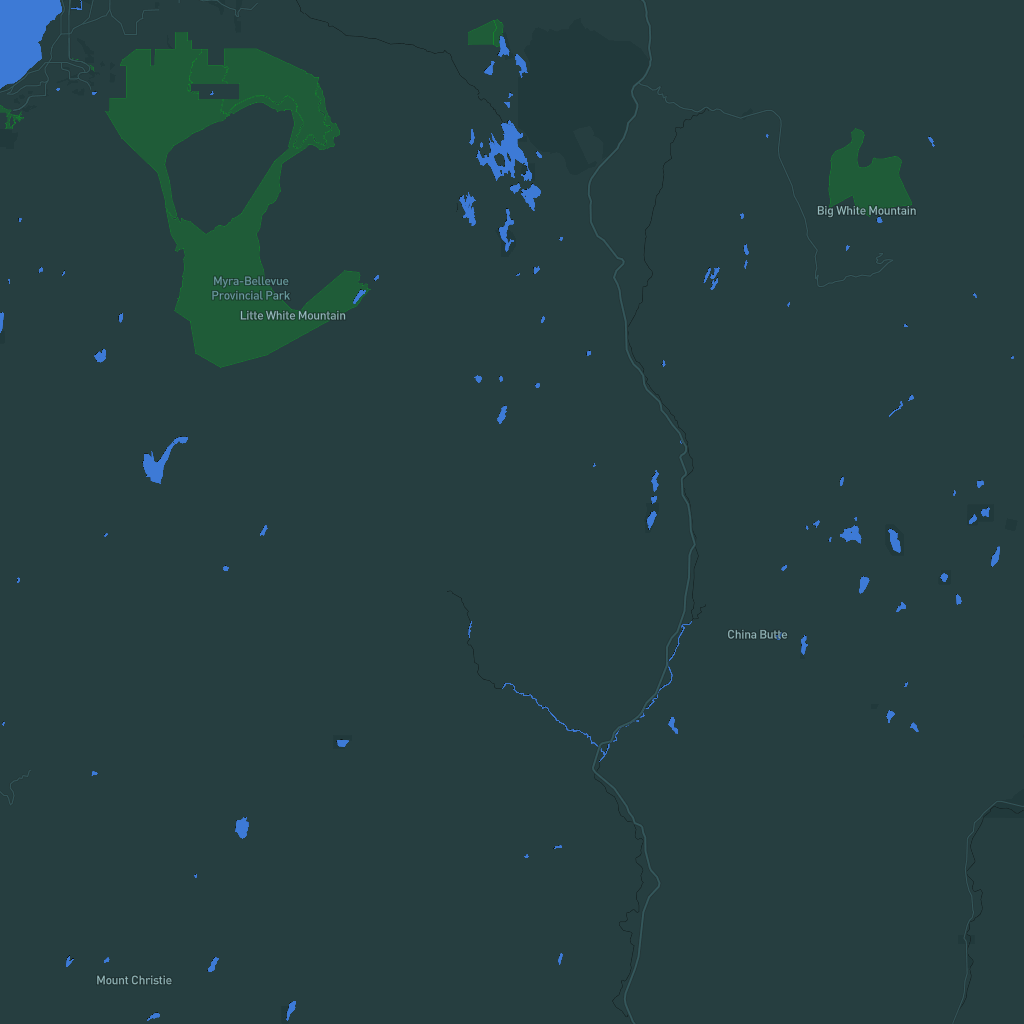 Big White Mountain
Myra-Bellevue
Provincial Park
Litte White Mountain
China Butte
Mount Christie